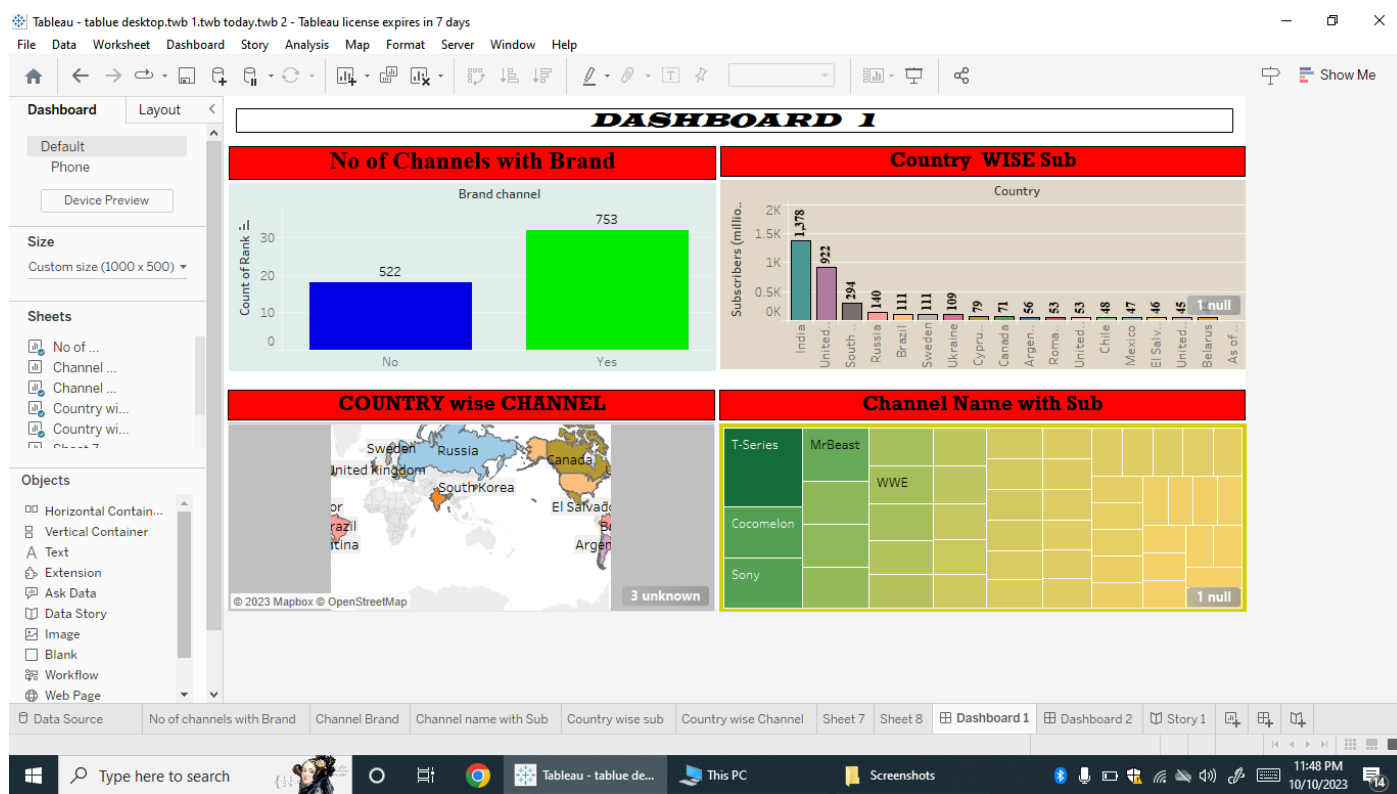 Tableau - tablue desktop.twb 1.twb today.twb 2 - Tableau license expires in 7 days
File Data Worksheet Dashboard Story Analysis Map Format Server Window Help
Show Me
Dashboard Layout
Default
Phone
Device Preview
Size
Custom size (1000 x 500)
Sheets
No of ...
Channel ...
Channel ...
Country wi...
Country wi...
Sheet 7
Objects
Horizontal Contain...
Vertical Container
Text
Extension
Ask Data
Data Story
Image
Blank
Workflow
Web Page
DASHBOARD 1
No of Channels with Brand
Brand channel
Count of Rank
30
20
10
0
522
753
No
Yes
Country WISE Sub
Country
Subscribers (millio..
2K
1.5K
1K
0.5K
0K
1,378
922
294
140
111
111
109
79
71
56
53
53
48
47
46
45
1 null
India
United..
South ..
Russia
Brazil
Sweden
Ukraine
Cypru..
Canada
Argen..
Roma..
United..
Chile
Mexico
El Salv..
United..
Belarus
As of ..
COUNTRY wise CHANNEL
Sweden
Russia
Canada
United Kingdom
South Korea
El Salvado
or
razil
Br
tina
Argen
3 unknown
© 2023 Mapbox © OpenStreetMap
Channel Name with Sub
T-Series
MrBeast
WWE
Cocomelon
Sony
1 null
Data Source No of channels with Brand Channel Brand Channel name with Sub Country wise sub Country wise Channel Sheet 7 Sheet 8 Dashboard 1 Dashboard 2 Story 1
Type here to search
Tableau - tablue de...
This PC
Screenshots
11:48 PM
10/10/2023
14